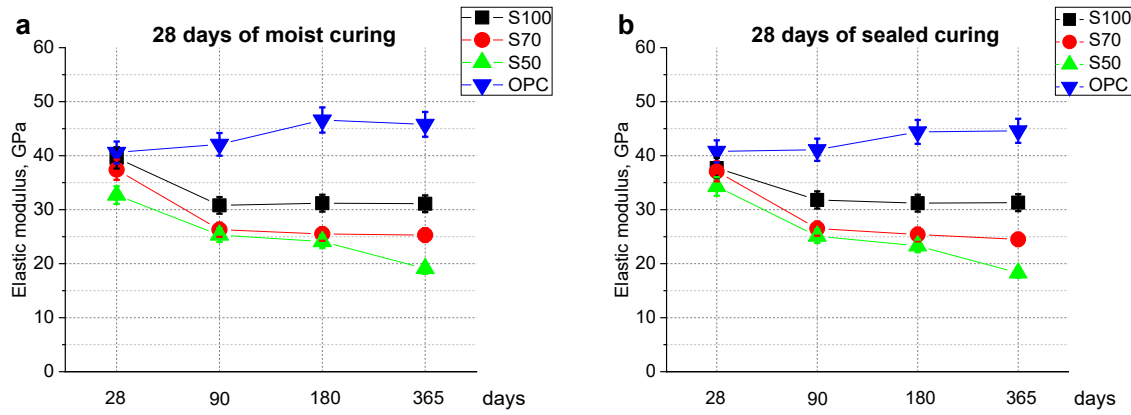 a
28 days of moist curing
S100
S70
S50
OPC
Elastic modulus, GPa
60
50
40
30
20
10
0
28 90 180 365 days
b
28 days of sealed curing
S100
S70
S50
OPC
Elastic modulus, GPa
60
50
40
30
20
10
0
28 90 180 365 days